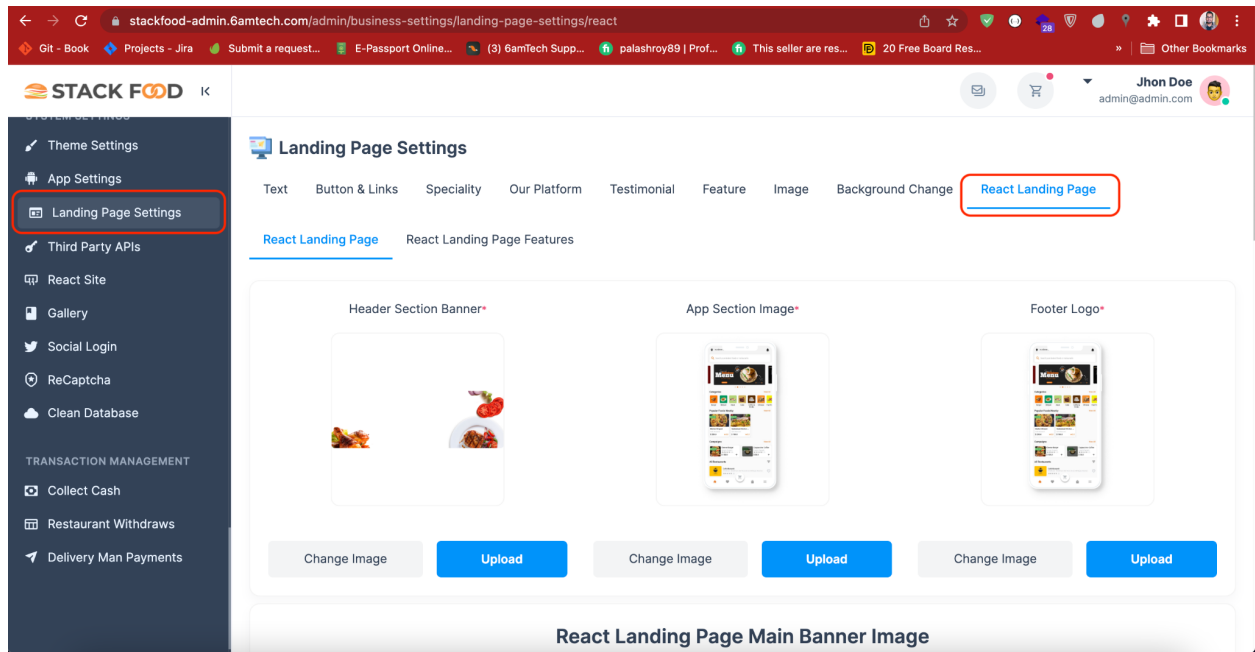 stackfood-admin.6amtech.com/admin/business-settings/landing-page-settings/react
28
Git - Book Projects - Jira Submit a request... E-Passport Online... (3) 6amTech Supp... palashroy89 | Prof... This seller are res... 20 Free Board Res... » Other Bookmarks
STACK FOOD
Jhon Doe
admin@admin.com
SYSTEM SETTINGS
Theme Settings
App Settings
Landing Page Settings
Third Party APIs
React Site
Gallery
Social Login
ReCaptcha
Clean Database
TRANSACTION MANAGEMENT
Collect Cash
Restaurant Withdraws
Delivery Man Payments
Landing Page Settings
Text Button & Links Speciality Our Platform Testimonial Feature Image Background Change React Landing Page
React Landing Page React Landing Page Features
Header Section Banner* App Section Image* Footer Logo*
Menu Menu
Change Image Upload Change Image Upload Change Image Upload
React Landing Page Main Banner Image